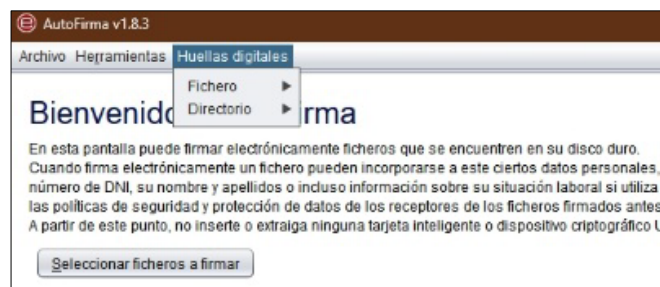 AutoFirma v1.8.3
Archivo Herramientas Huellas digitales
Fichero
Directorio
Bienvenido irma
En esta pantalla puede firmar electrónicamente ficheros que se encuentren en su disco duro.
Cuando firma electrónicamente un fichero pueden incorporarse a este ciertos datos personales,
número de DNI, su nombre y apellidos o incluso información sobre su situación laboral si utiliza
las políticas de seguridad y protección de datos de los receptores de los ficheros firmados antes
A partir de este punto, no inserte o extraiga ninguna tarjeta inteligente o dispositivo criptográfico U
Seleccionar ficheros a firmar